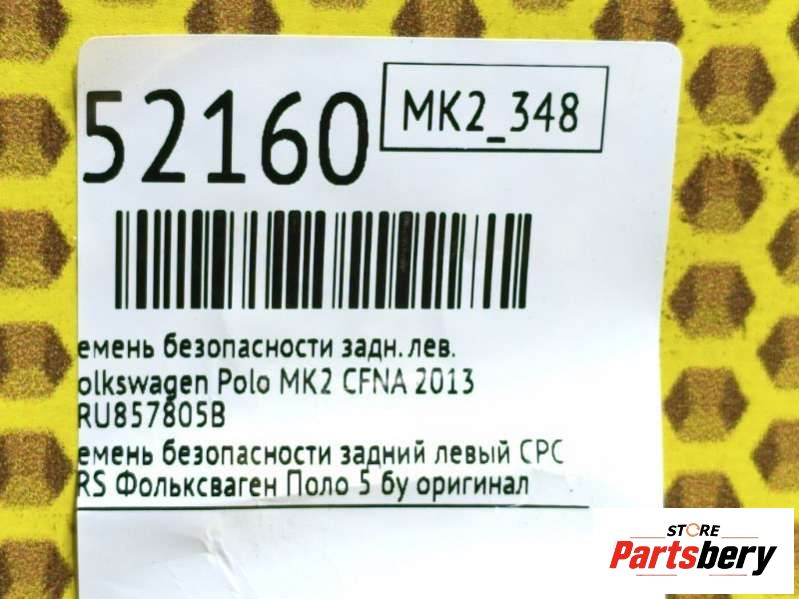 52160
MK2_348
емень безопасности задн.лев.
olkswagen Polo MK2 CFNA 2013
RU857805B
емень безопасности задний левый CPC
RS Фольксваген Поло 5 бу оригинал
STORE
Partsbery